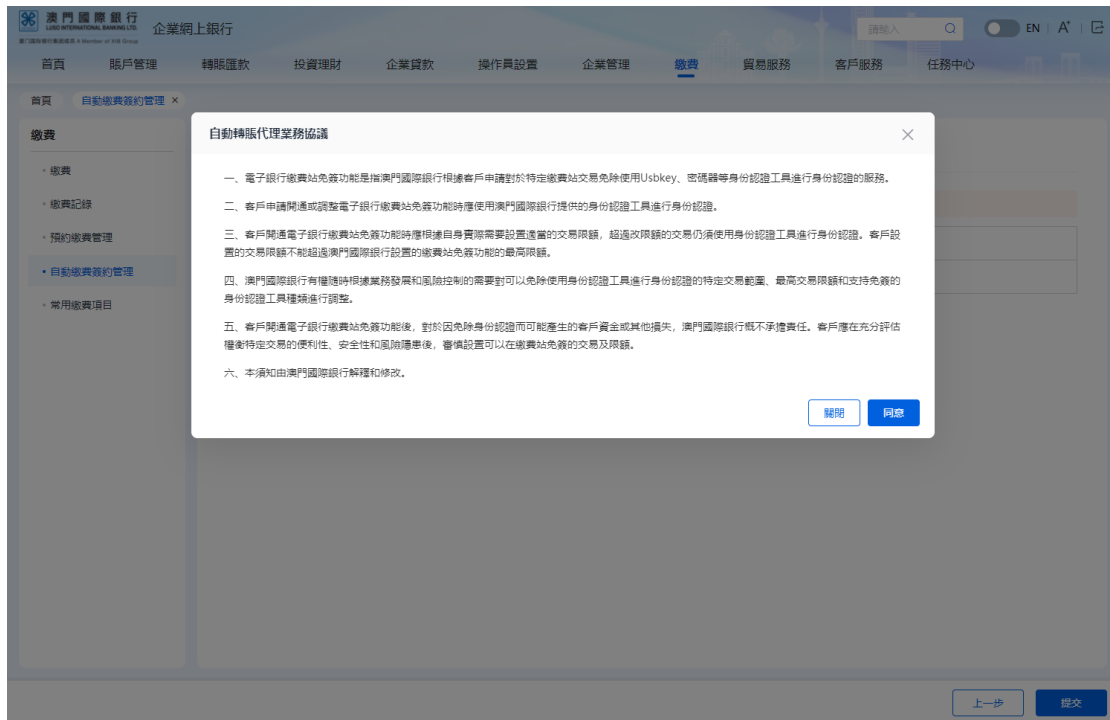 澳門國際銀行
LUSO INTERNATIONAL BANKING LTD.
企業網上銀行
請輸入
EN
A+
首頁 賬戶管理 轉賬匯款 投資理財 企業貸款 操作員設置 企業管理 繳費 貿易服務 客戶服務 任務中心
首頁 自動繳費簽約管理 ×
繳費
繳費
繳費記錄
預約繳費管理
自動繳費簽約管理
常用繳費項目
自動轉賬代理業務協議
一、電子銀行繳費站免簽功能是指澳門國際銀行根據客戶申請對於特定繳費站交易免除使用Usbkey、密碼器等身份認證工具進行身份認證的服務。
二、客戶申請開通或調整電子銀行繳費站免簽功能時應使用澳門國際銀行提供的身份認證工具進行身份認證。
三、客戶開通電子銀行繳費站免簽功能時應根據自身實際需要設置適當的交易限額，超過改限額的交易仍須使用身份認證工具進行身份認證。客戶設
置的交易限額不能超過澳門國際銀行設置的繳費站免簽功能的最高限額。
四、澳門國際銀行有權隨時根據業務發展和風險控制的需要對可以免除使用身份認證工具進行身份認證的特定交易範圍、最高交易限額和支持免簽的
身份認證工具種類進行調整。
五、客戶開通電子銀行繳費站免簽功能後，對於因免除身份認證而可能產生的客戶資金或其他損失，澳門國際銀行概不承擔責任。客戶應在充分評估
權衡特定交易的便利性、安全性和風險隱患後，審慎設置可以在繳費站免簽的交易及限額。
六、本須知由澳門國際銀行解釋和修改。
關閉 同意
上一步 提交